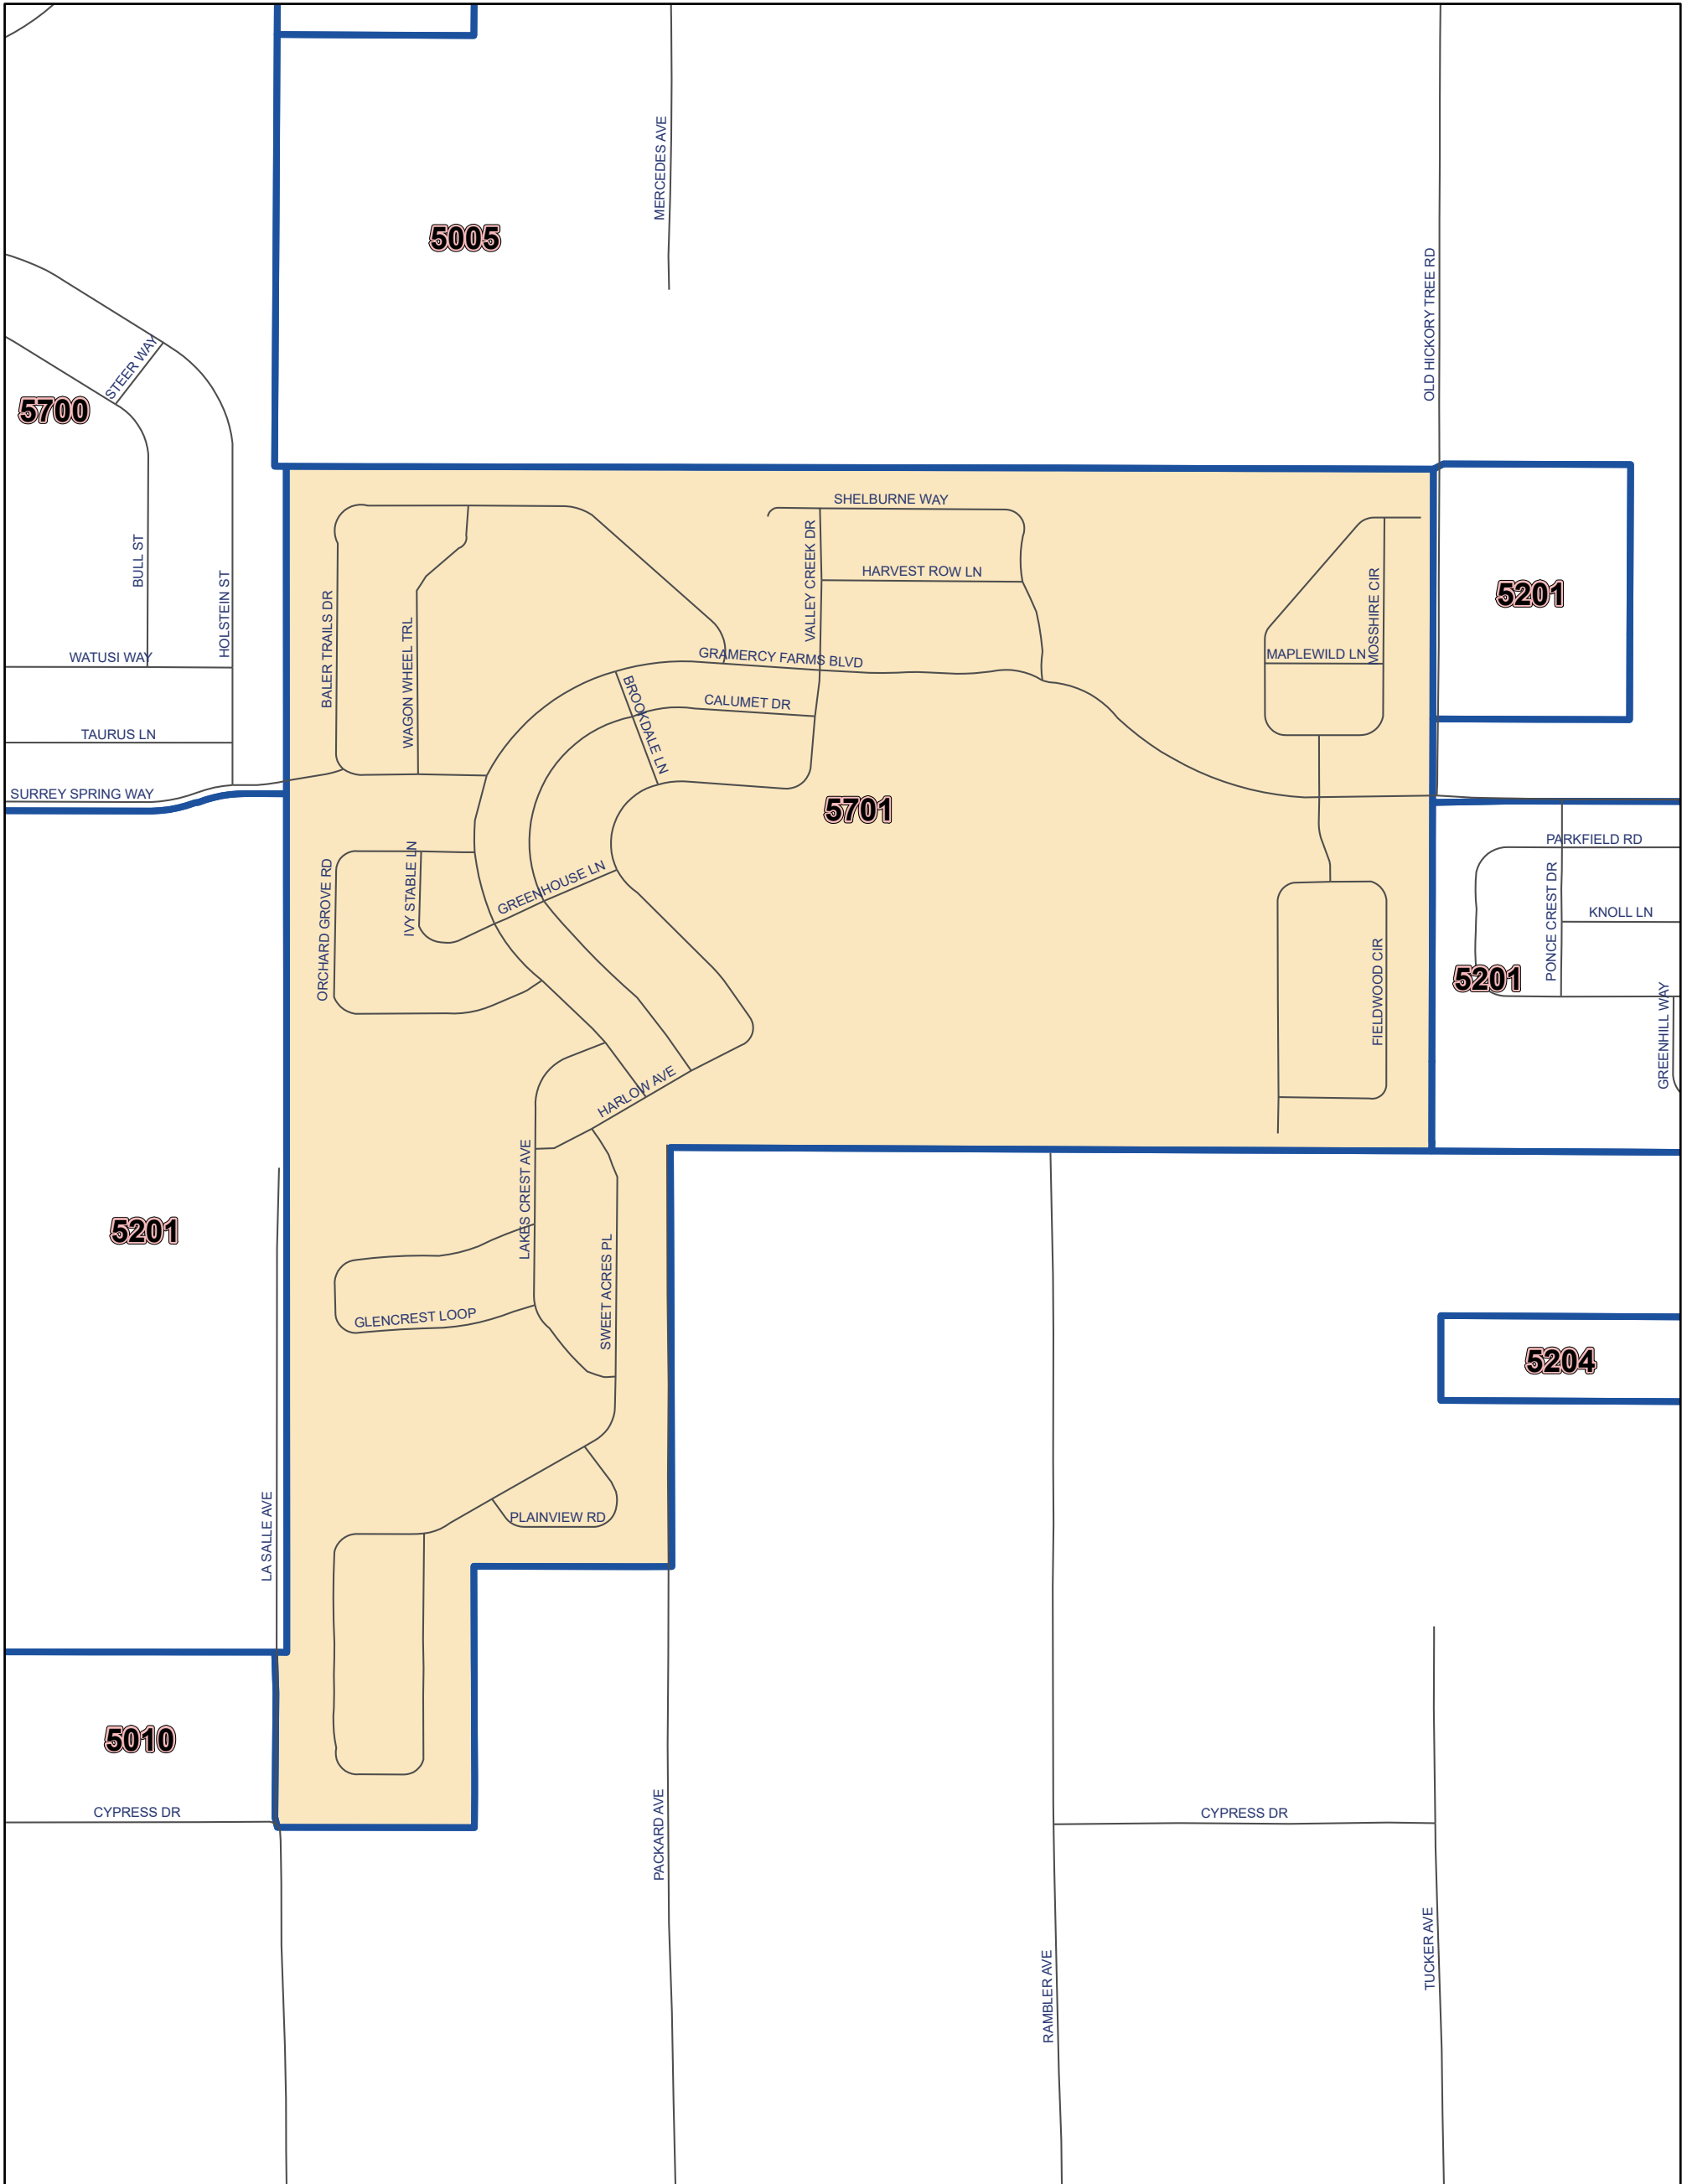 MERCEDES AVE
5005
OLD HICKORY TREE RD
STEER WAY
5700
SHELBURNE WAY
BULL ST
HOLSTEIN ST
VALLEY CREEK DR
HARVEST ROW LN
MOSSHIRE CIR
5201
BALER TRAILS DR
WAGON WHEEL TRL
WATUSI WAY
GRAMERCY FARMS BLVD
MAPLEWILD LN
BROOKDALE LN
CALUMET DR
TAURUS LN
SURREY SPRING WAY
5701
PARKFIELD RD
ORCHARD GROVE RD
IVY STABLE LN
GREENHOUSE LN
PONCE CREST DR
KNOLL LN
FIELDWOOD CIR
5201
GREENHILL WAY
HARLOW AVE
LAKES CREST AVE
5201
SWEET ACRES PL
GLENCREST LOOP
5204
LA SALLE AVE
PLAINVIEW RD
5010
CYPRESS DR
PACKARD AVE
CYPRESS DR
RAMBLER AVE
TUCKER AVE